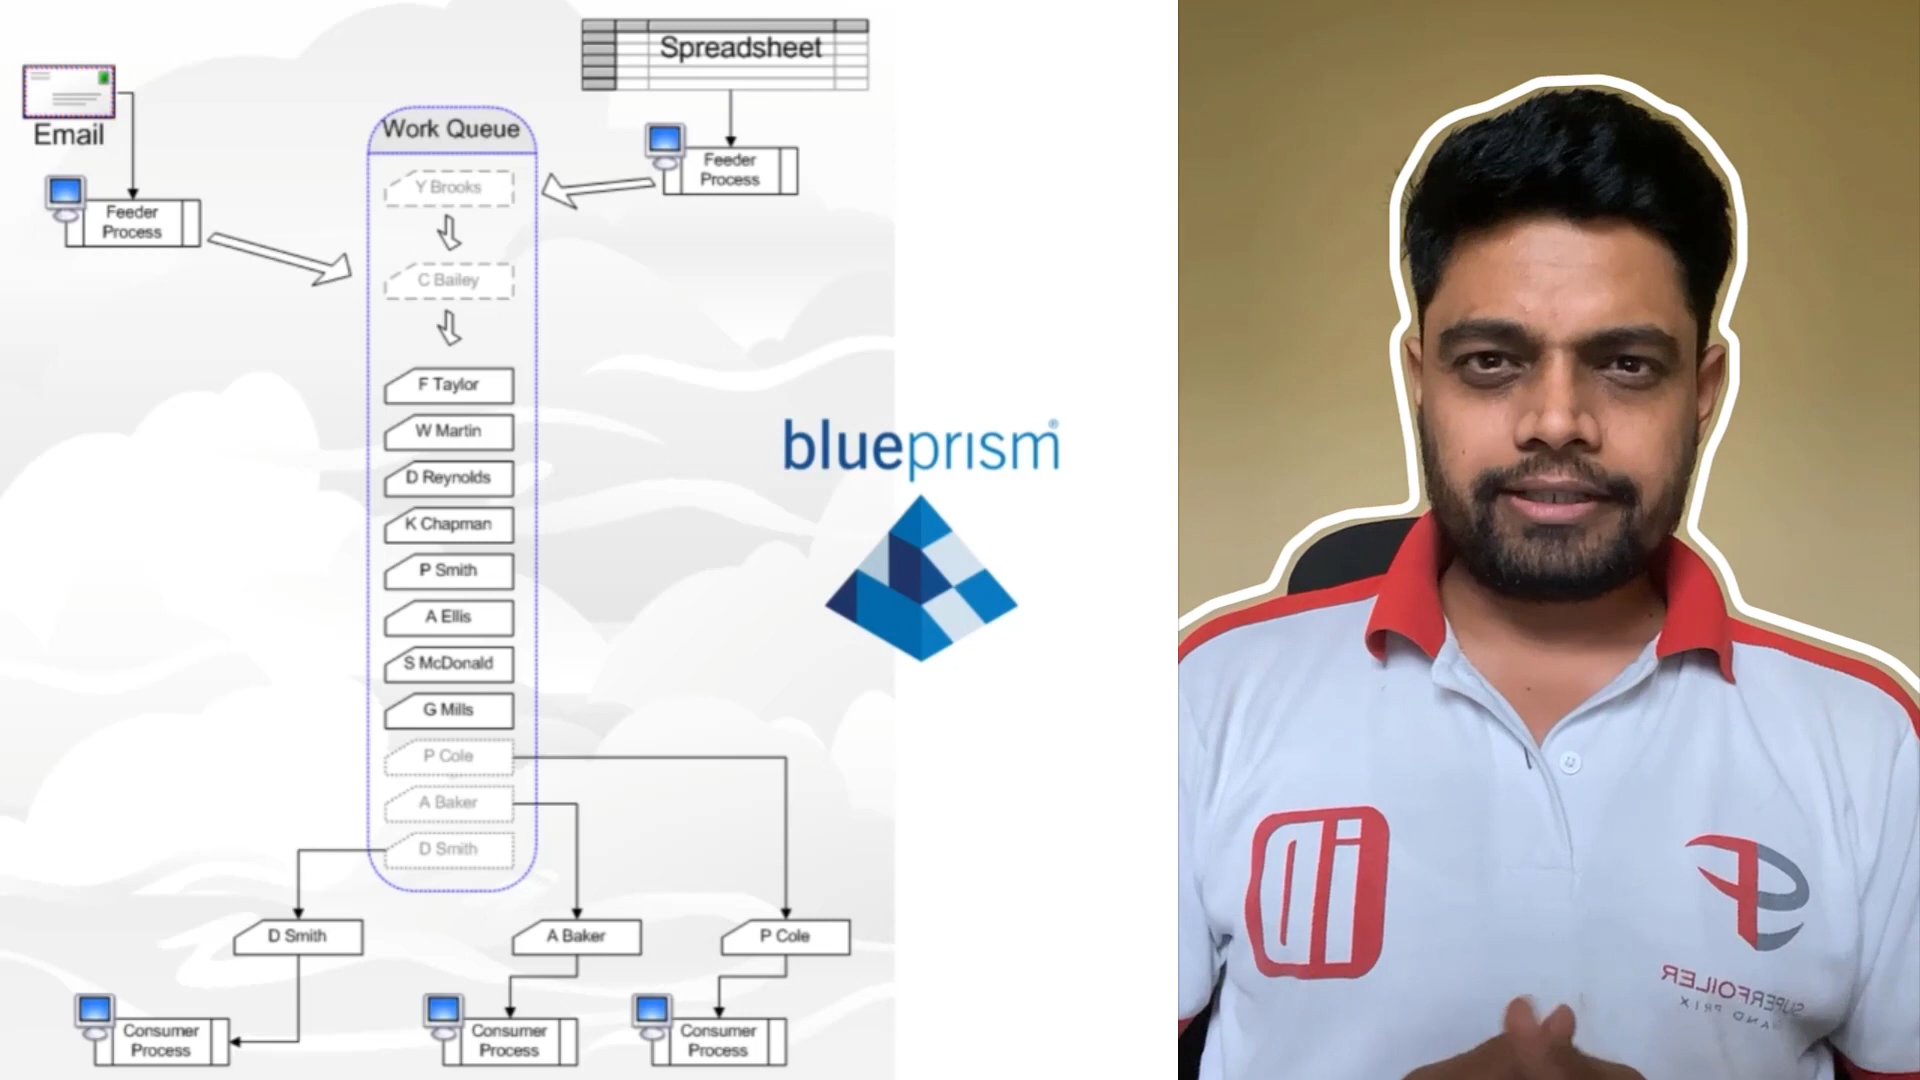 Spreadsheet
Email
Work Queue
Feeder
Process
Feeder
Process
Y Brooks
C Bailey
F Taylor
W Martin
D Reynolds
K Chapman
P Smith
A Ellis
S McDonald
G Mills
P Cole
A Baker
D Smith
blueprism®
D Smith
A Baker
P Cole
Consumer
Process
Consumer
Process
Consumer
Process
SUPERFOILER